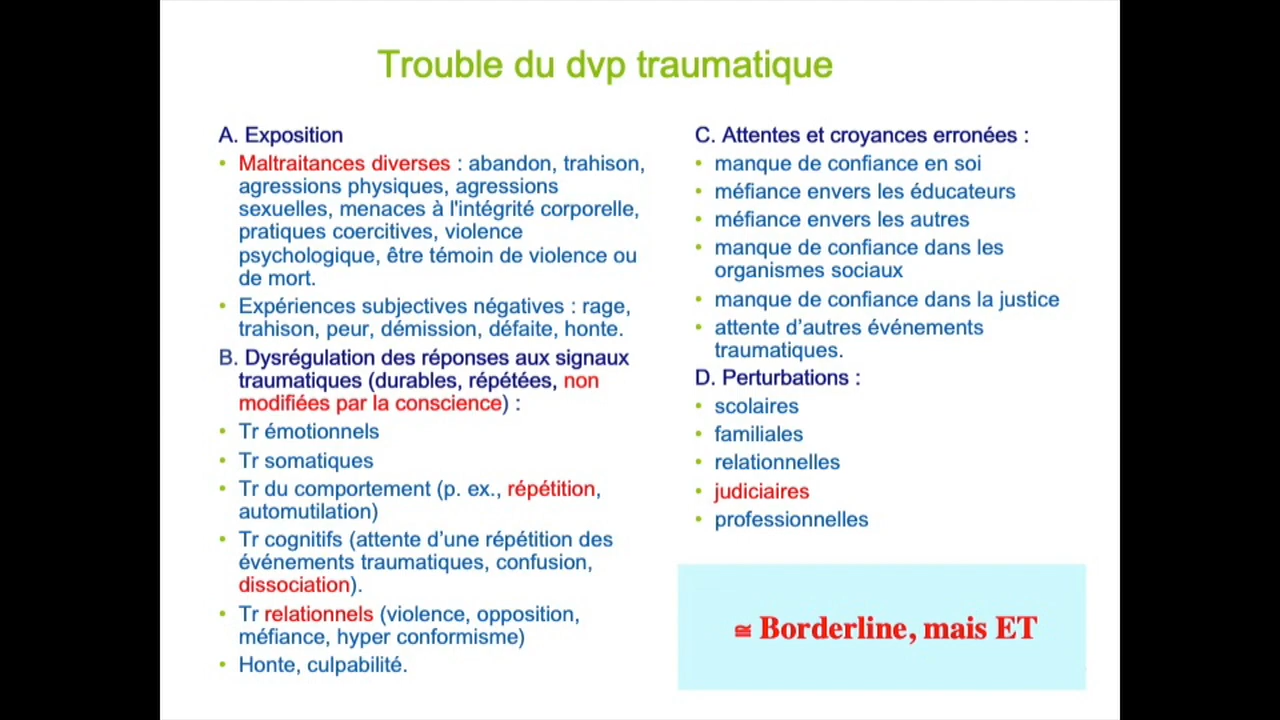 Trouble du dvp traumatique
A. Exposition
• Maltraitances diverses : abandon, trahison,
agressions physiques, agressions
sexuelles, menaces à l'intégrité corporelle,
pratiques coercitives, violence
psychologique, être témoin de violence ou
de mort.
• Expériences subjectives négatives : rage,
trahison, peur, démission, défaite, honte.
B. Dysrégulation des réponses aux signaux
traumatiques (durables, répétées, non
modifiées par la conscience) :
• Tr émotionnels
• Tr somatiques
• Tr du comportement (p. ex., répétition,
automutilation)
• Tr cognitifs (attente d’une répétition des
événements traumatiques, confusion,
dissociation).
• Tr relationnels (violence, opposition,
méfiance, hyper conformisme)
• Honte, culpabilité.
C. Attentes et croyances erronées :
• manque de confiance en soi
• méfiance envers les éducateurs
• méfiance envers les autres
• manque de confiance dans les
organismes sociaux
• manque de confiance dans la justice
• attente d’autres événements
traumatiques.
D. Perturbations :
• scolaires
• familiales
• relationnelles
• judiciaires
• professionnelles
≅ Borderline, mais ET